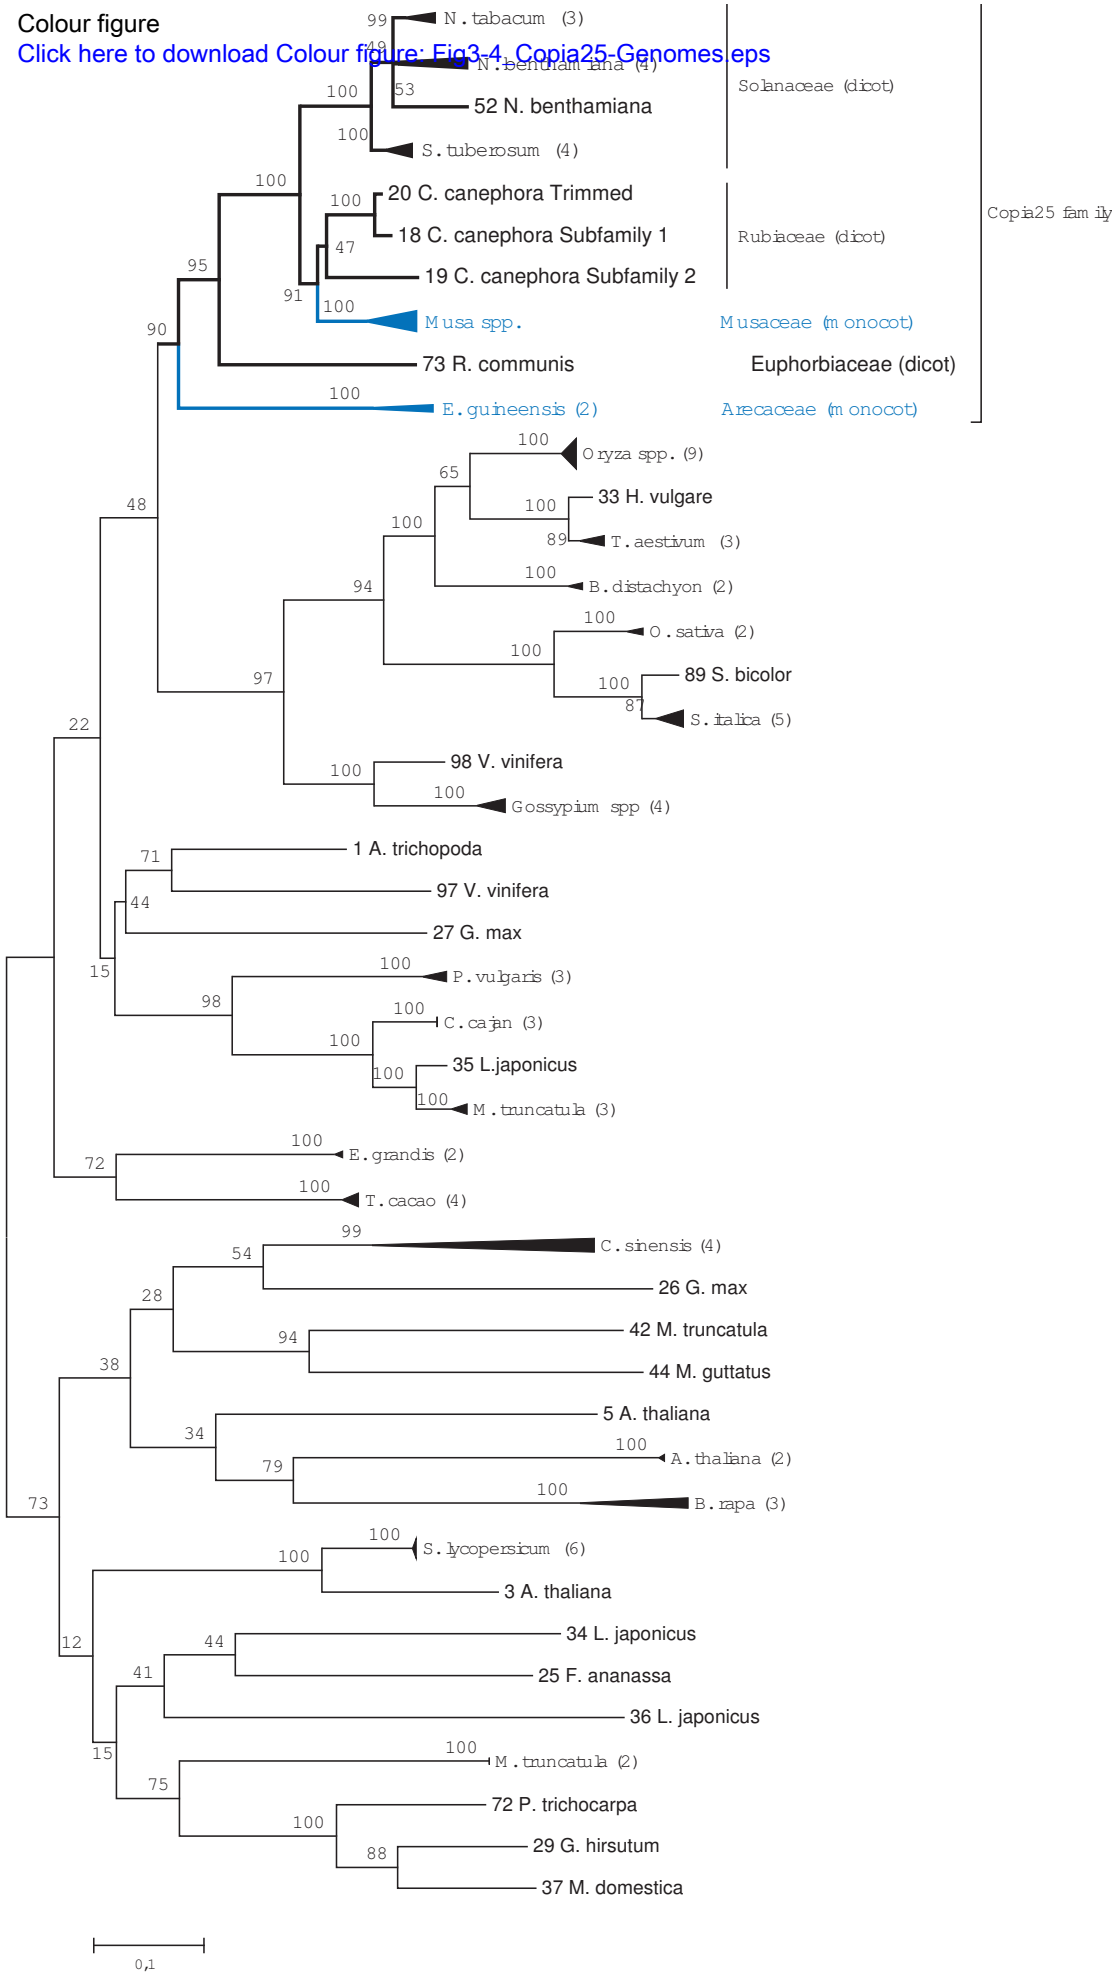 Colour figure
Click here to download Colour figure: Fig3-4_Copia25-Genomes.eps
99
N. tabacum (3)
49
N. benthamiana (4)
53
Solanaceae (dicot)
100
52 N. benthamiana
100
S. tuberosum (4)
100
20 C. canephora Trimmed
100
Copia25 family
18 C. canephora Subfamily 1
Rubiaceae (dicot)
47
95
19 C. canephora Subfamily 2
91
100
Musa spp.
Musaceae (monocot)
90
73 R. communis
Euphorbiaceae (dicot)
100
E. guineensis (2)
Arecaceae (monocot)
100
Oryza spp. (9)
65
33 H. vulgare
48
100
100
89
T. aestivum (3)
100
B. distachyon (2)
94
100
O. sativa (2)
100
97
89 S. bicolor
100
87
S. italica (5)
22
98 V. vinifera
100
100
Gossypium spp (4)
1 A. trichopoda
71
97 V. vinifera
44
27 G. max
15
100
P. vulgaris (3)
98
100
C. cajan (3)
100
35 L.japonicus
100
100
M. truncatula (3)
100
E. grandis (2)
72
100
T. cacao (4)
99
C. sinensis (4)
54
26 G. max
28
42 M. truncatula
94
38
44 M. guttatus
5 A. thaliana
34
100
A. thaliana (2)
79
100
B. rapa (3)
73
100
S. lycopersicum (6)
100
3 A. thaliana
12
34 L. japonicus
44
25 F. ananassa
41
36 L. japonicus
15
100
M. truncatula (2)
75
72 P. trichocarpa
100
29 G. hirsutum
88
37 M. domestica
0,1